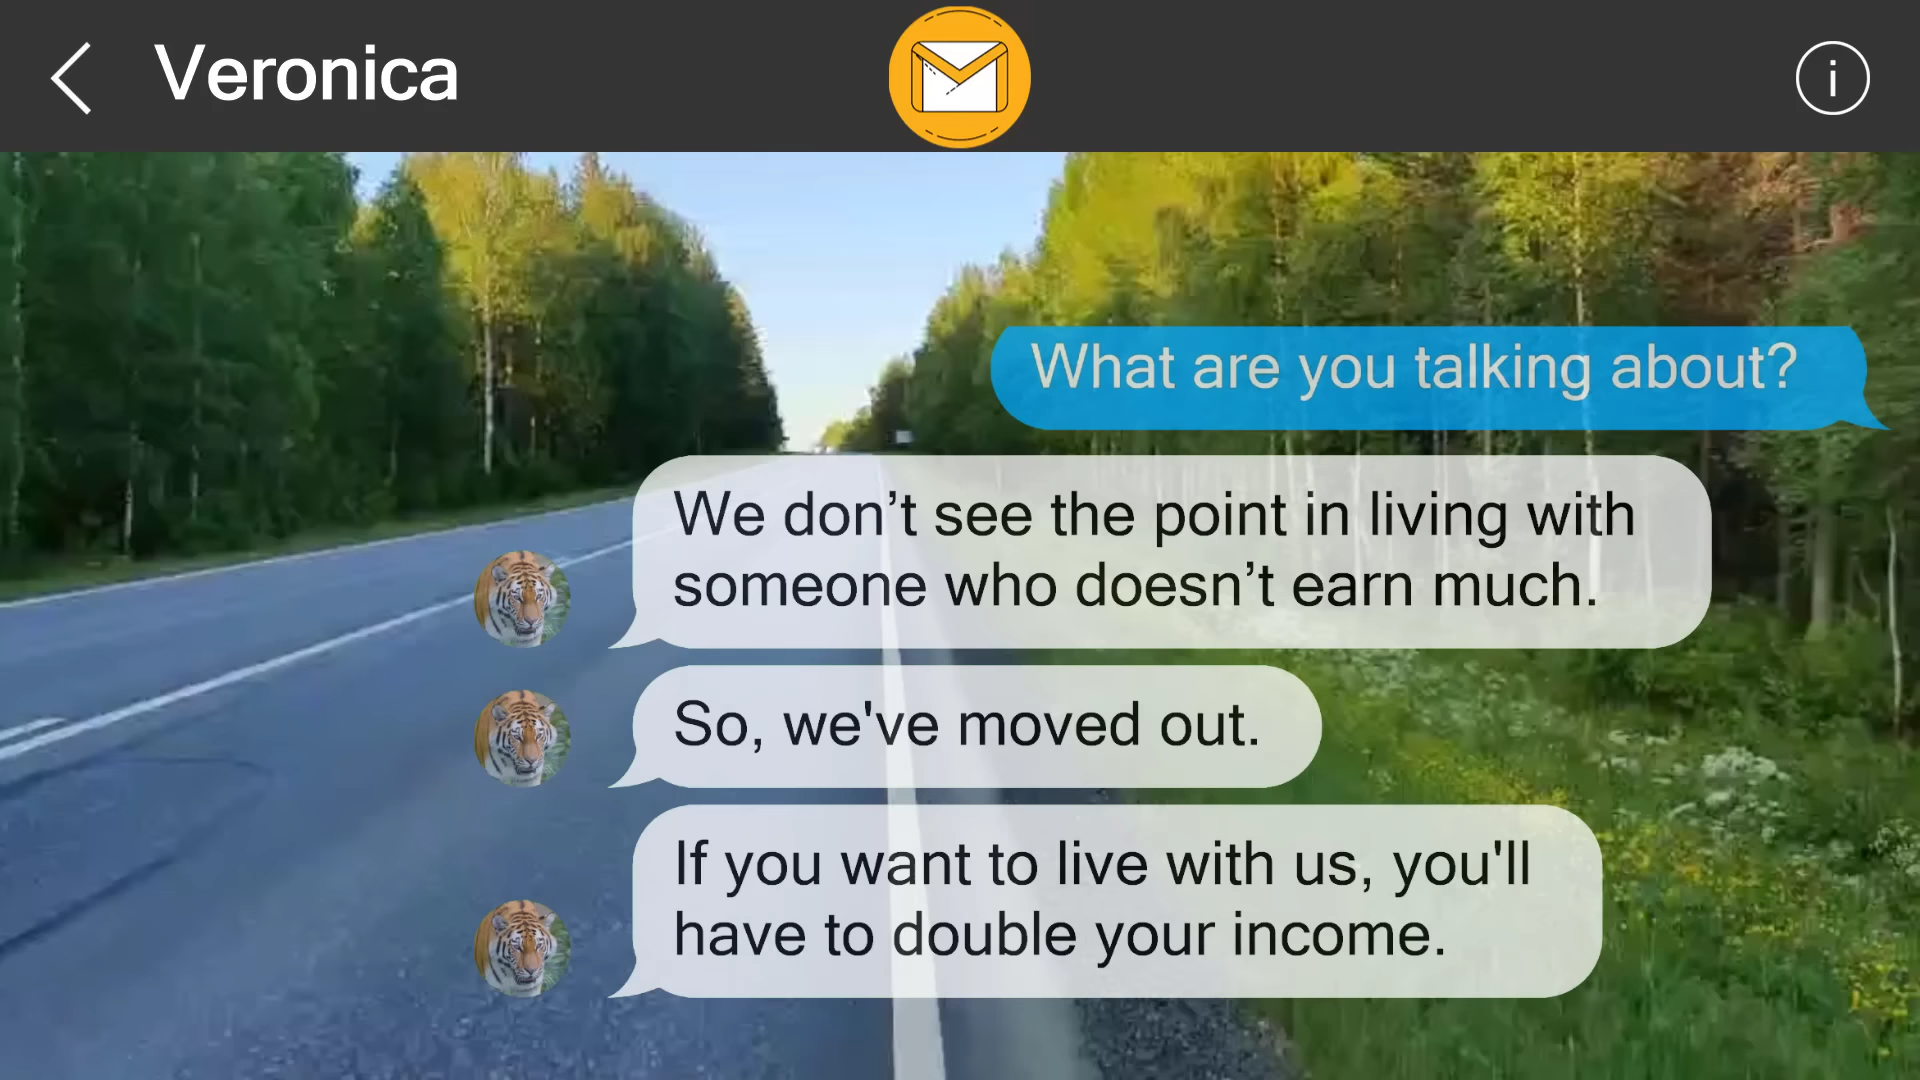 Veronica
What are you talking about?
We don’t see the point in living with
someone who doesn’t earn much.
So, we've moved out.
If you want to live with us, you'll
have to double your income.